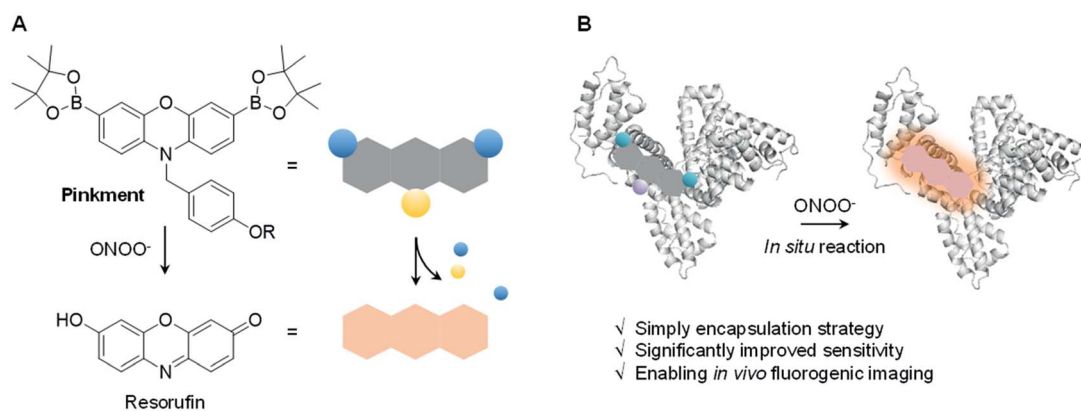 A
O
B
O
O
B
O
O
N
Pinkment
OR
=
ONOO-
HO
O
O
N
=
Resorufin
B
ONOO-
In situ reaction
√ Simply encapsulation strategy
√ Significantly improved sensitivity
√ Enabling in vivo fluorogenic imaging